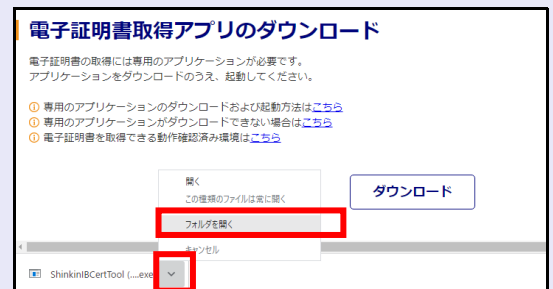 電子証明書取得アプリのダウンロード
電子証明書の取得には専用のアプリケーションが必要です。
アプリケーションをダウンロードのうえ、起動してください。
専用のアプリケーションのダウンロードおよび起動方法はこちら
専用のアプリケーションがダウンロードできない場合はこちら
電子証明書を取得できる動作確認済み環境はこちら
開く
この種類のファイルは常に開く
フォルダを開く
キャンセル
ダウンロード
ShinkinIBCertTool (....exe